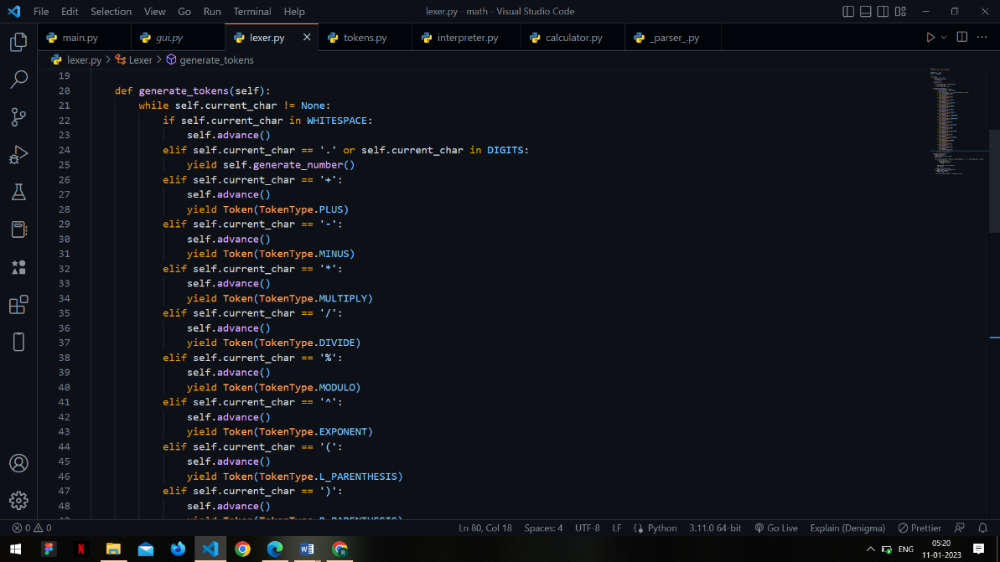 File Edit Selection View Go Run Terminal Help lexer.py - math - Visual Studio Code
main.py gui.py lexer.py tokens.py interpreter.py calculator.py _parser_.py
lexer.py > Lexer > generate_tokens
19
20 def generate_tokens(self):
21 while self.current_char != None:
22 if self.current_char in WHITESPACE:
23 self.advance()
24 elif self.current_char == '.' or self.current_char in DIGITS:
25 yield self.generate_number()
26 elif self.current_char == '+':
27 self.advance()
28 yield Token(TokenType.PLUS)
29 elif self.current_char == '-':
30 self.advance()
31 yield Token(TokenType.MINUS)
32 elif self.current_char == '*':
33 self.advance()
34 yield Token(TokenType.MULTIPLY)
35 elif self.current_char == '/':
36 self.advance()
37 yield Token(TokenType.DIVIDE)
38 elif self.current_char == '%':
39 self.advance()
40 yield Token(TokenType.MODULO)
41 elif self.current_char == '^':
42 self.advance()
43 yield Token(TokenType.EXPONENT)
44 elif self.current_char == '(':
45 self.advance()
46 yield Token(TokenType.L_PARENTHESIS)
47 elif self.current_char == ')':
48 self.advance()
49 yield Token(TokenType.R_PARENTHESIS)
0 0 Ln 80, Col 18 Spaces: 4 UTF-8 LF Python 3.11.0 64-bit Go Live Explain (Denigma) Prettier
ENG 05:20
11-01-2023